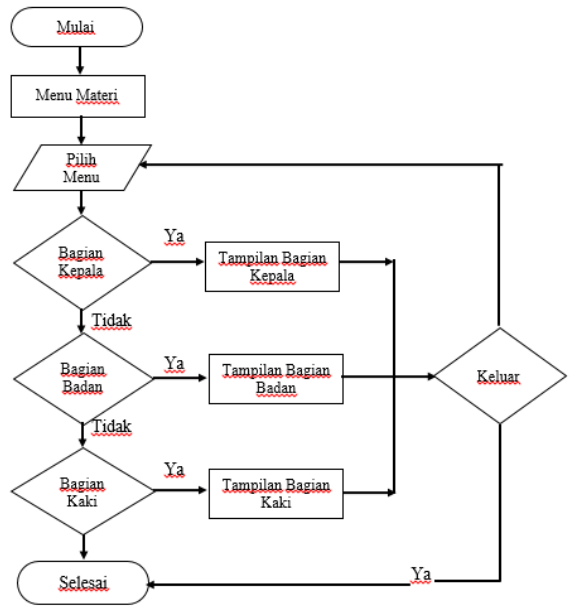 Mulai
Menu Materi
Pilih
Menu
Bagian
Kepala
Ya
Tampilan Bagian
Kepala
Tidak
Bagian
Badan
Ya
Tampilan Bagian
Badan
Keluar
Tidak
Bagian
Kaki
Ya
Tampilan Bagian
Kaki
Selesai
Ya